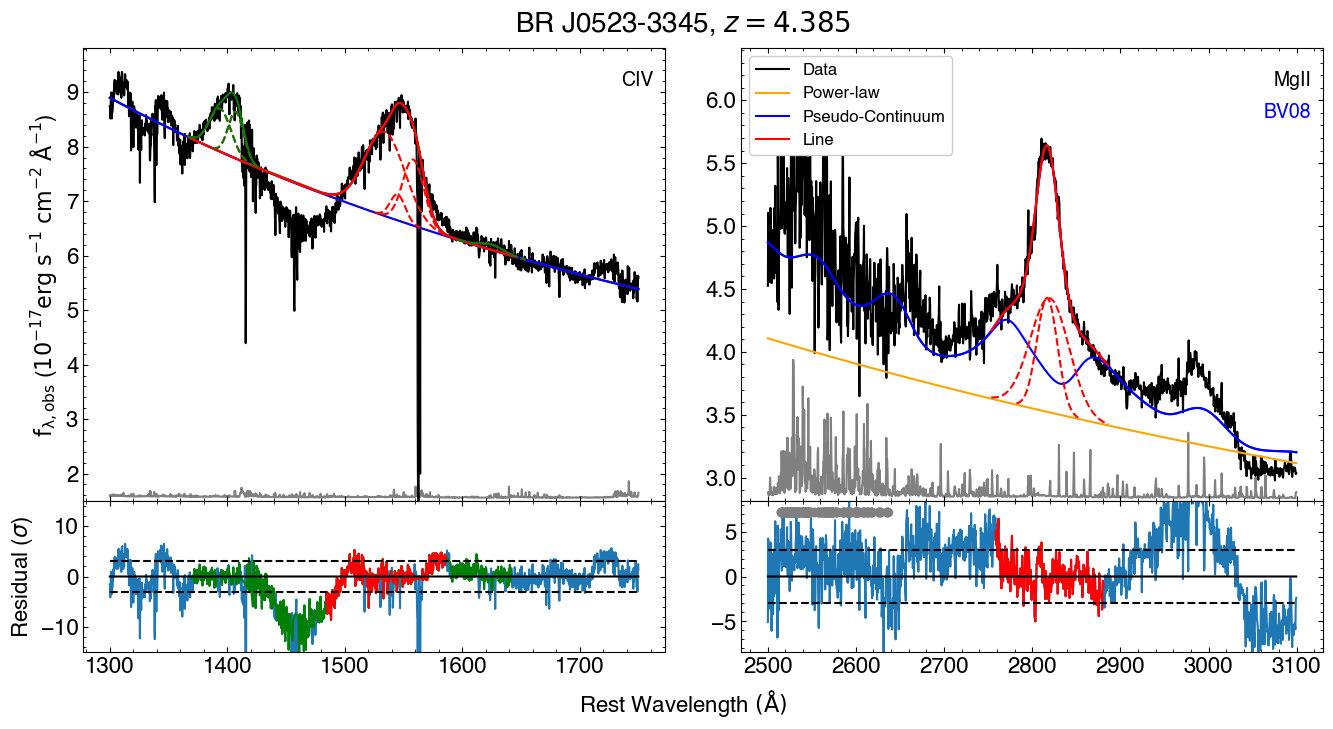 BR J0523-3345, z = 4.385
CIV
9
8
7
6
5
4
3
2
f_λ,obs (10^−17 erg s^−1 cm^−2 Å^−1)
Data
Power-law
Pseudo-Continuum
Line
MgII
BV08
6.0
5.5
5.0
4.5
4.0
3.5
3.0
10
0
−10
Residual (σ)
1300 1400 1500 1600 1700
5
0
−5
2500 2600 2700 2800 2900 3000 3100
Rest Wavelength (Å)